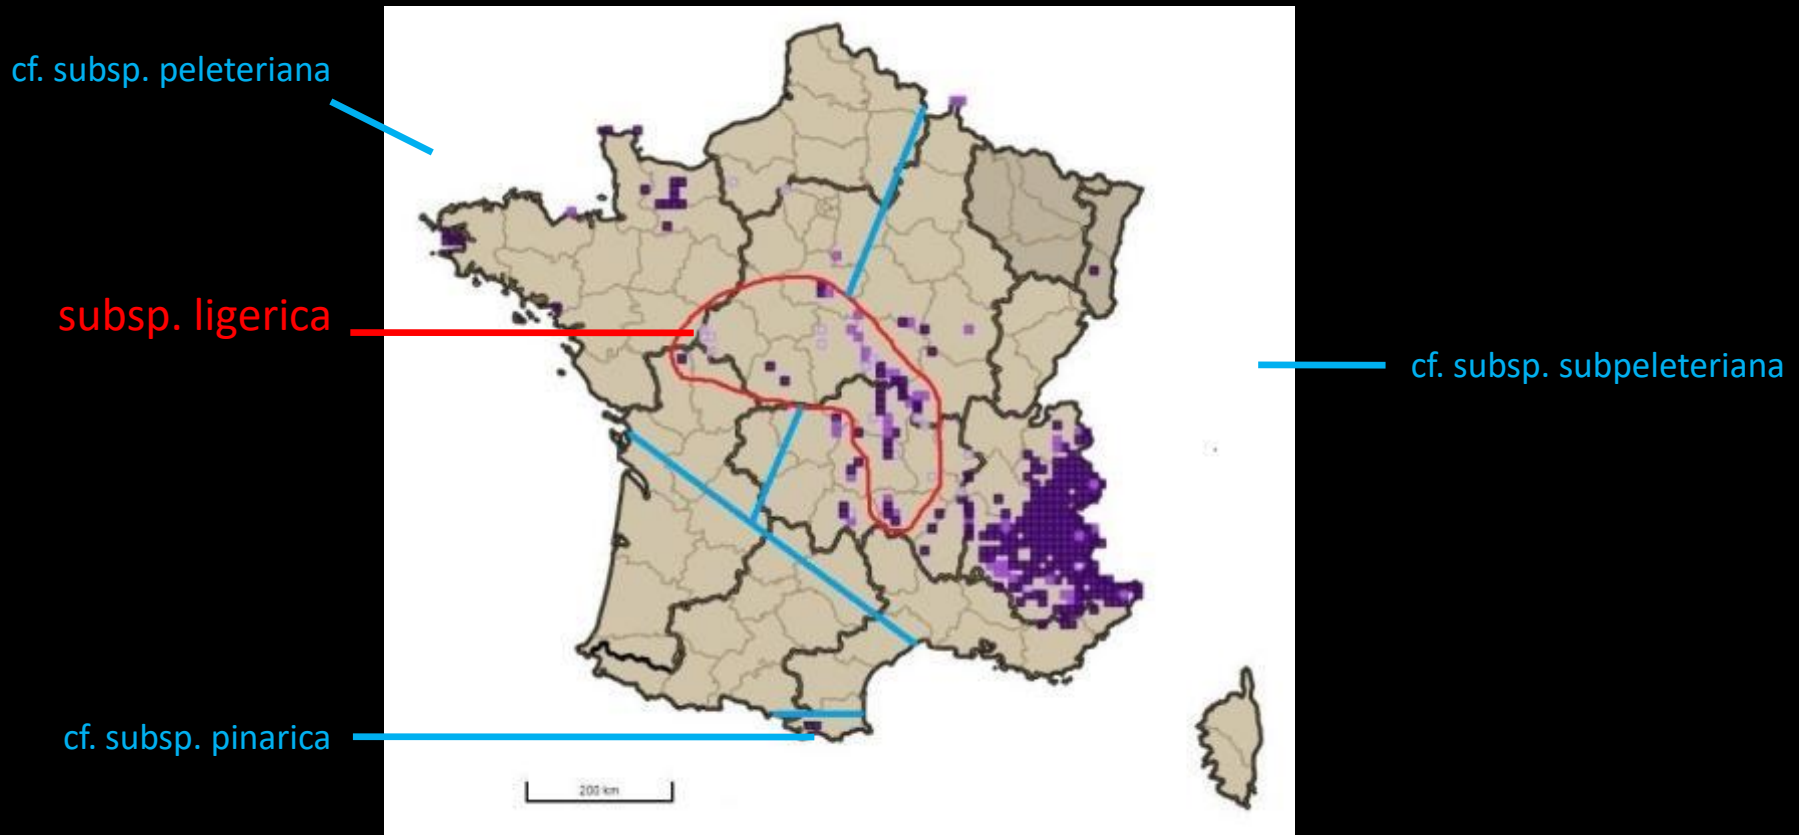 cf. subsp. peleteriana
subsp. ligerica
cf. subsp. subpeleteriana
cf. subsp. pinarica
200 km